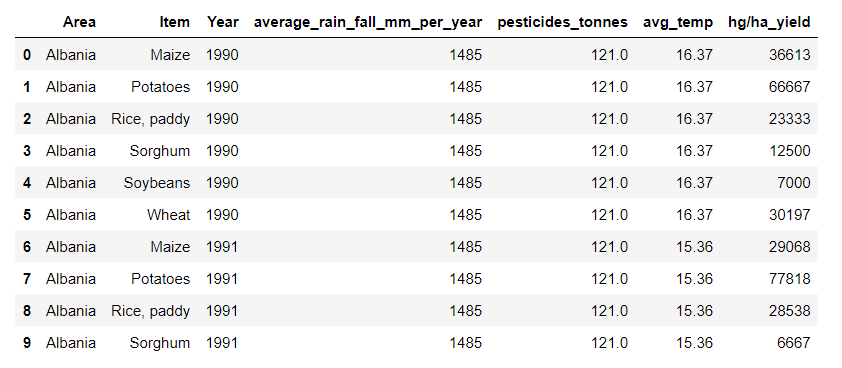 Area Item Year average_rain_fall_mm_per_year pesticides_tonnes avg_temp hg/ha_yield
0 Albania Maize 1990 1485 121.0 16.37 36613
1 Albania Potatoes 1990 1485 121.0 16.37 66667
2 Albania Rice, paddy 1990 1485 121.0 16.37 23333
3 Albania Sorghum 1990 1485 121.0 16.37 12500
4 Albania Soybeans 1990 1485 121.0 16.37 7000
5 Albania Wheat 1990 1485 121.0 16.37 30197
6 Albania Maize 1991 1485 121.0 15.36 29068
7 Albania Potatoes 1991 1485 121.0 15.36 77818
8 Albania Rice, paddy 1991 1485 121.0 15.36 28538
9 Albania Sorghum 1991 1485 121.0 15.36 6667